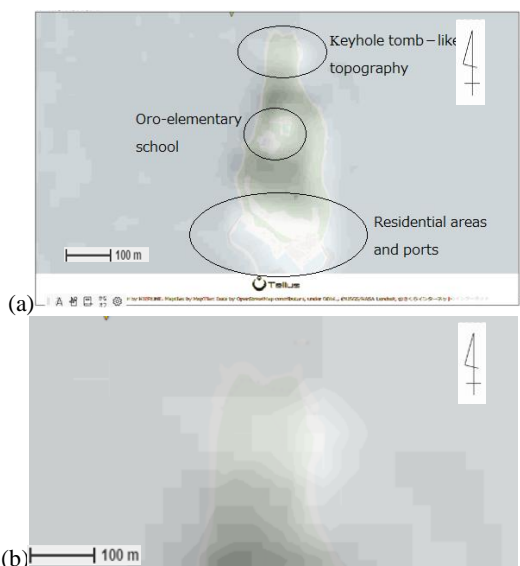 Keyhole tomb－like
topography
Oro-elementary
school
Residential areas
and ports
100 m
Tellus
(a)
100 m
(b)